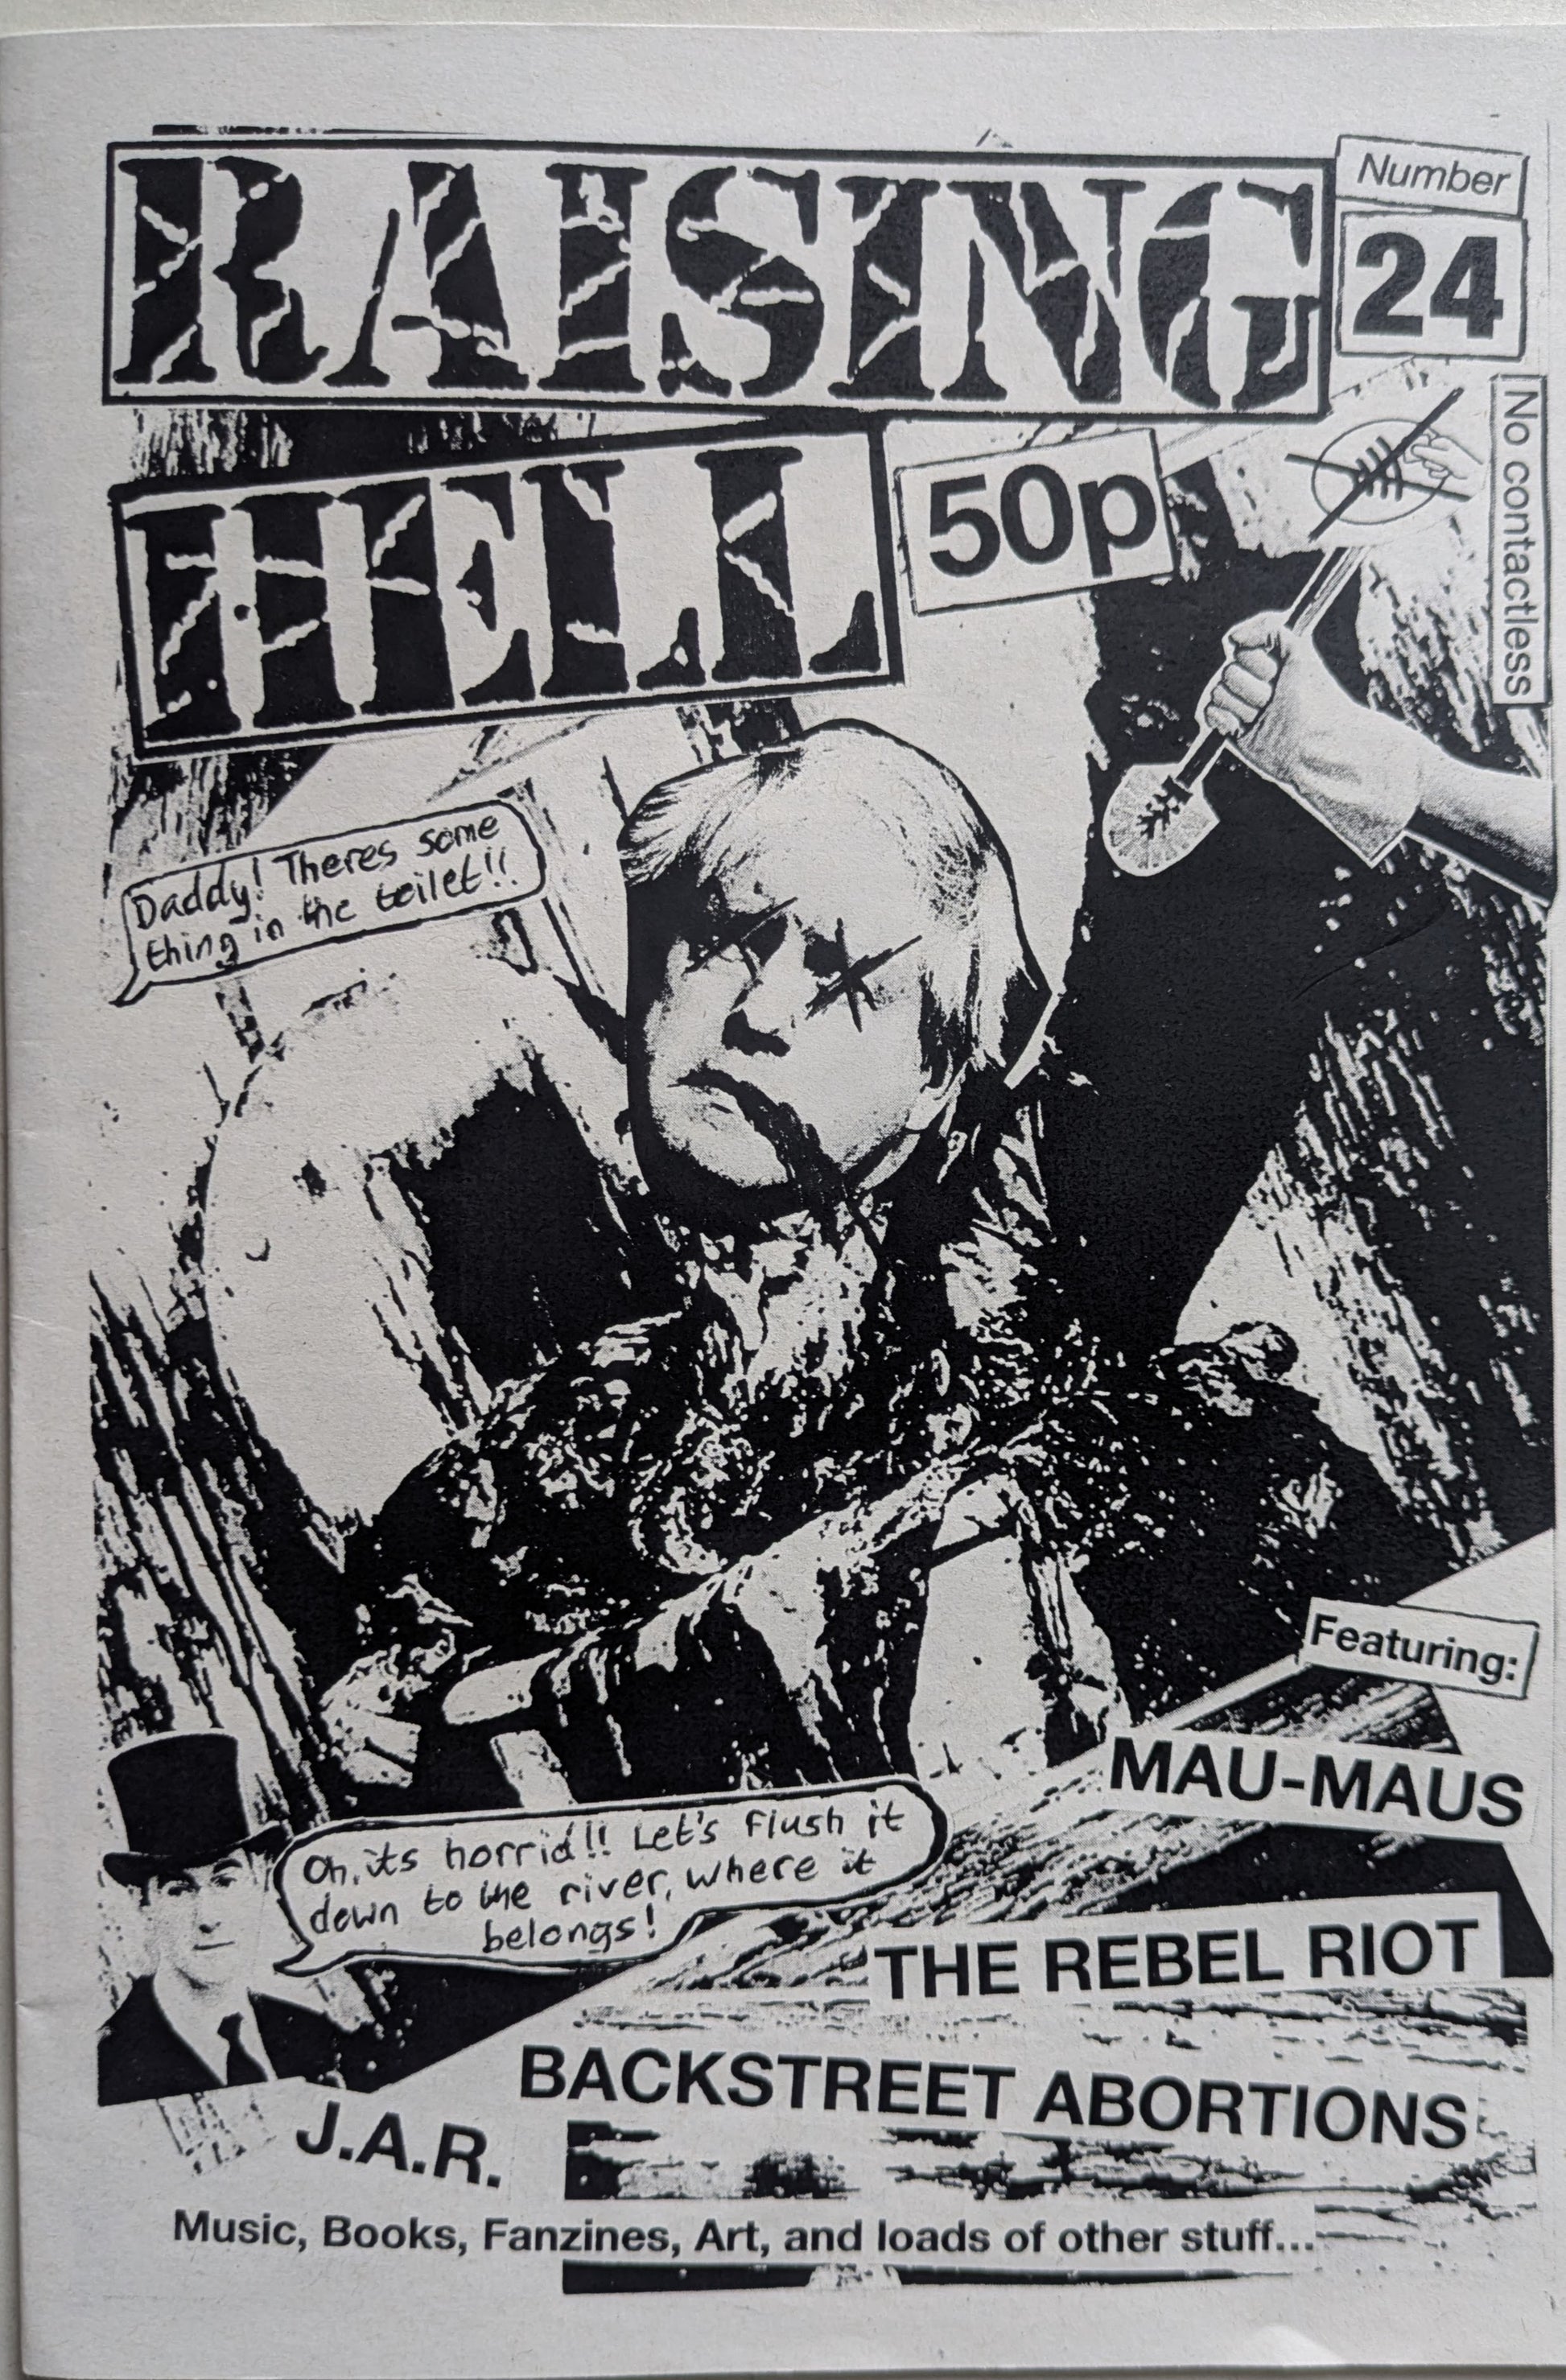 RAISING
Number
24
HELL
50p
No contactless
Daddy! Theres some
thing in the toilet!!
Featuring:
MAU-MAUS
Oh, its horrid!! Let's flush it
down to the river, where it
belongs!
THE REBEL RIOT
BACKSTREET ABORTIONS
J.A.R.
Music, Books, Fanzines, Art, and loads of other stuff...